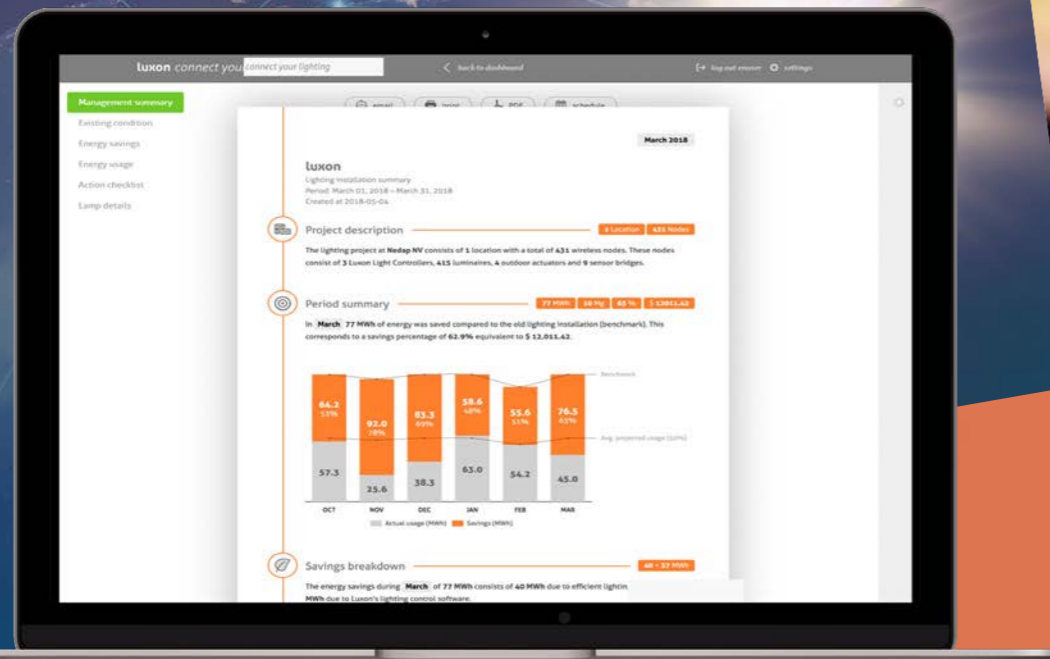 luxon connect you connect your lighting
back to dashboard
log out
settings
Management summary
Existing condition
Energy savings
Energy usage
Action checklist
Lamp details
email
print
PDF
schedule
March 2018
luxon
Lighting installation summary
Period: March 01, 2018 – March 31, 2018
Created at 2018-05-04
Project description
1 Location
431 Nodes
The lighting project at Nedap NV consists of 1 location with a total of 431 wireless nodes. These nodes
consist of 3 Luxon Light Controllers, 415 luminaires, 4 outdoor actuators and 9 sensor bridges.
Period summary
77 MWh
63 %
$ 12011.42
In March 77 MWh of energy was saved compared to the old lighting installation (benchmark). This
corresponds to a savings percentage of 62.9% equivalent to $ 12,011.42.
Benchmark
64.2
53%
92.0
78%
83.3
69%
58.6
48%
55.6
51%
76.5
63%
Avg. projected usage (50%)
57.3
25.6
38.3
63.0
54.2
45.0
OCT NOV DEC JAN FEB MAR
Actual usage (MWh) Savings (MWh)
Savings breakdown
40 + 37 MWh
The energy savings during March of 77 MWh consists of 40 MWh due to efficient lightin
MWh due to Luxon's lighting control software.